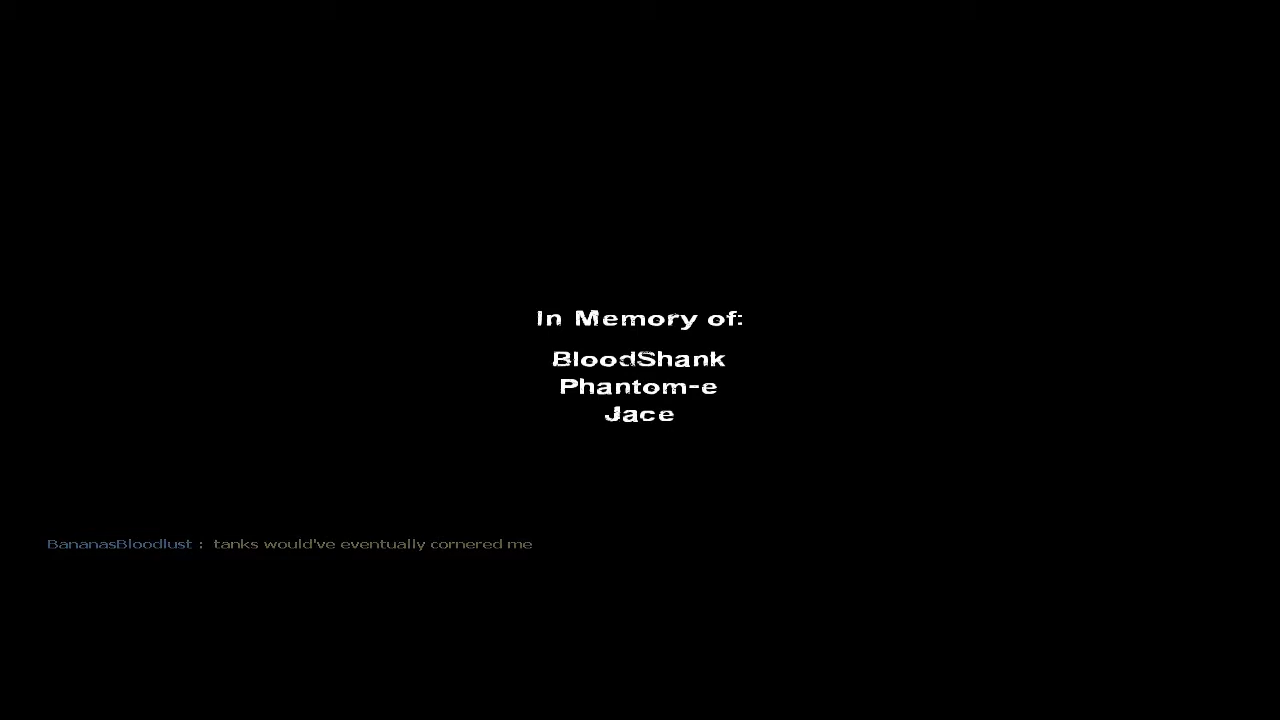 In Memory of:
BloodShank
Phantom-e
Jace
BananasBloodlust : tanks would've eventually cornered me